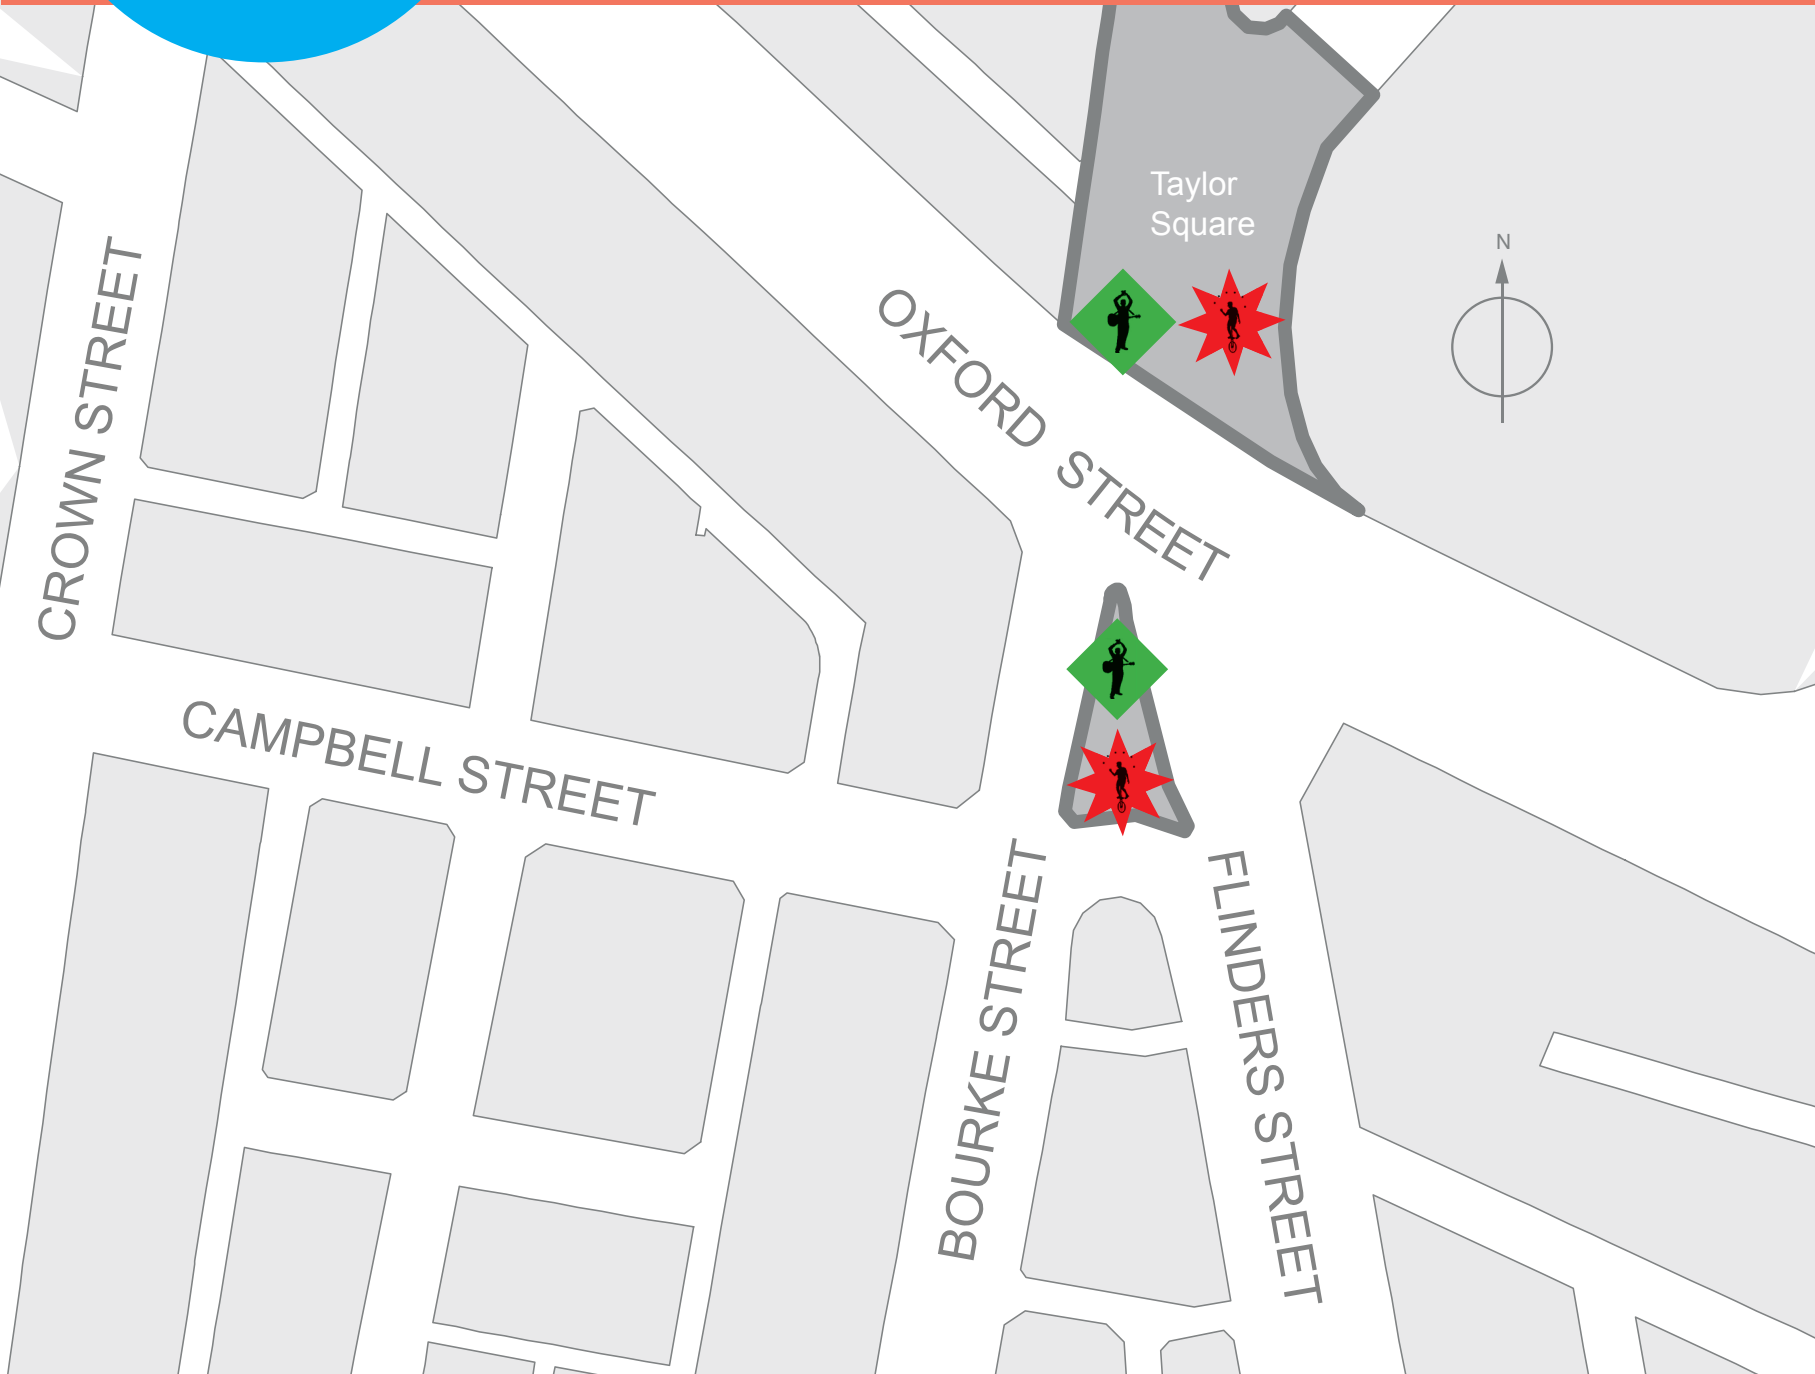 Taylor
Square
N
OXFORD STREET
CROWN STREET
CAMPBELL STREET
BOURKE STREET
FLINDERS STREET